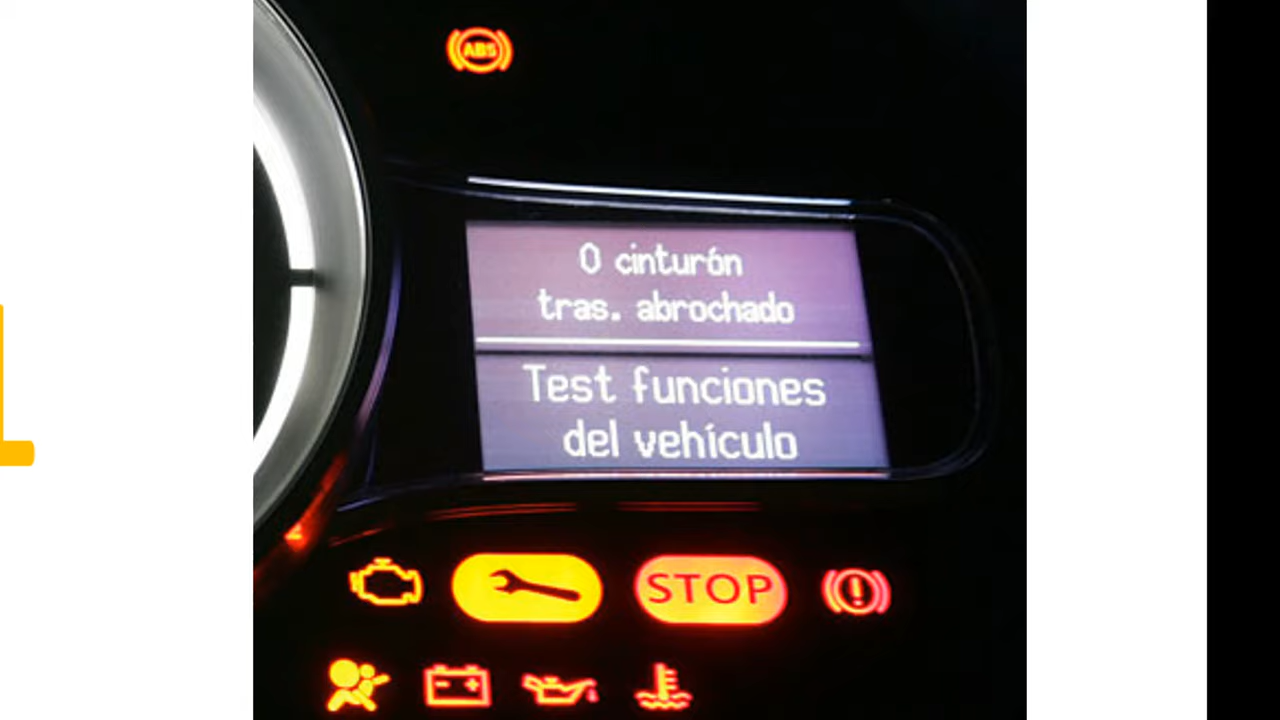 ABS
0 cinturón
tras. abrochado
Test funciones
del vehículo
STOP